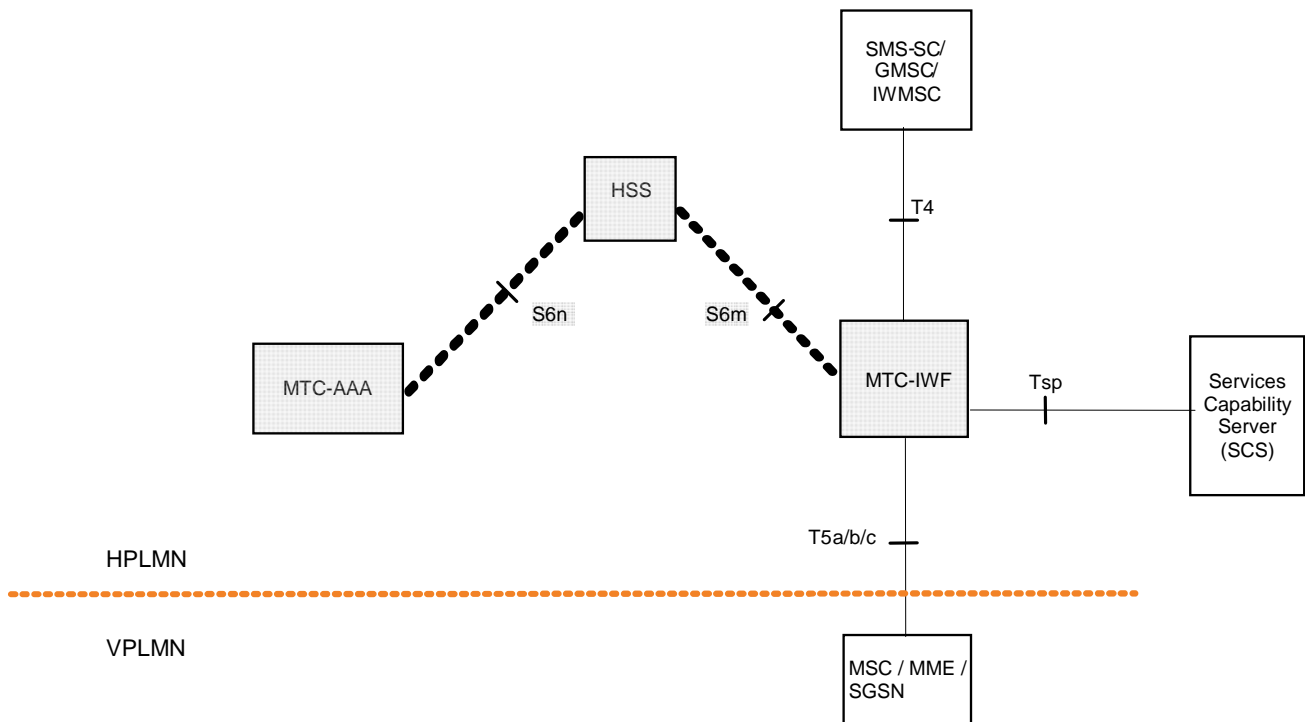 SMS-SC/
GMSC/
IWMSC
HSS
T4
S6n
S6m
MTC-AAA
MTC-IWF
Tsp
Services
Capability
Server
(SCS)
T5a/b/c
HPLMN
VPLMN
MSC / MME /
SGSN